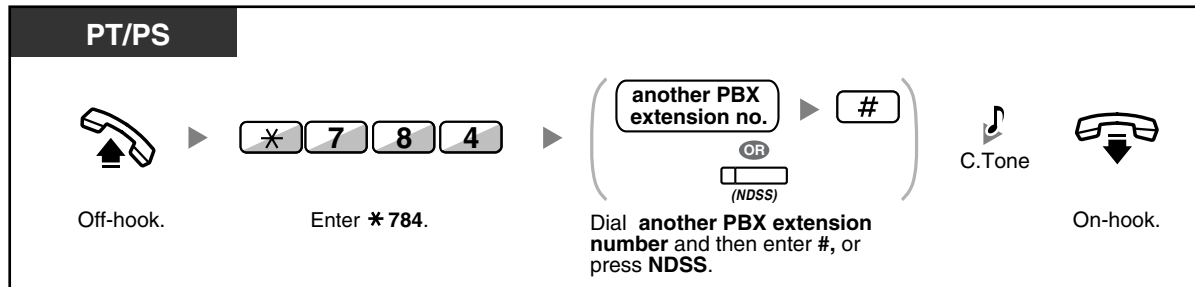 PT/PS
another PBX
extension no.
#
✳ 7 8 4
OR
(NDSS)
C.Tone
Off-hook.
Enter ✳ 784.
Dial another PBX extension
number and then enter #, or
press NDSS.
On-hook.